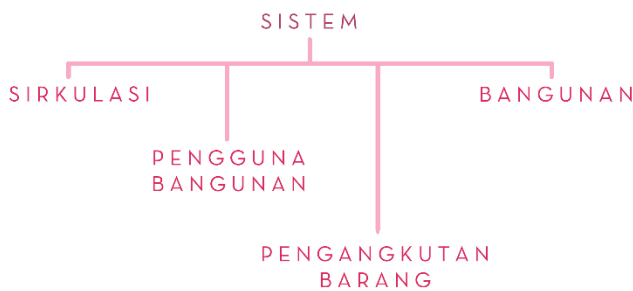 SISTEM
SIRKULASI
BANGUNAN
PENGGUNA
BANGUNAN
PENGANGKUTAN
BARANG